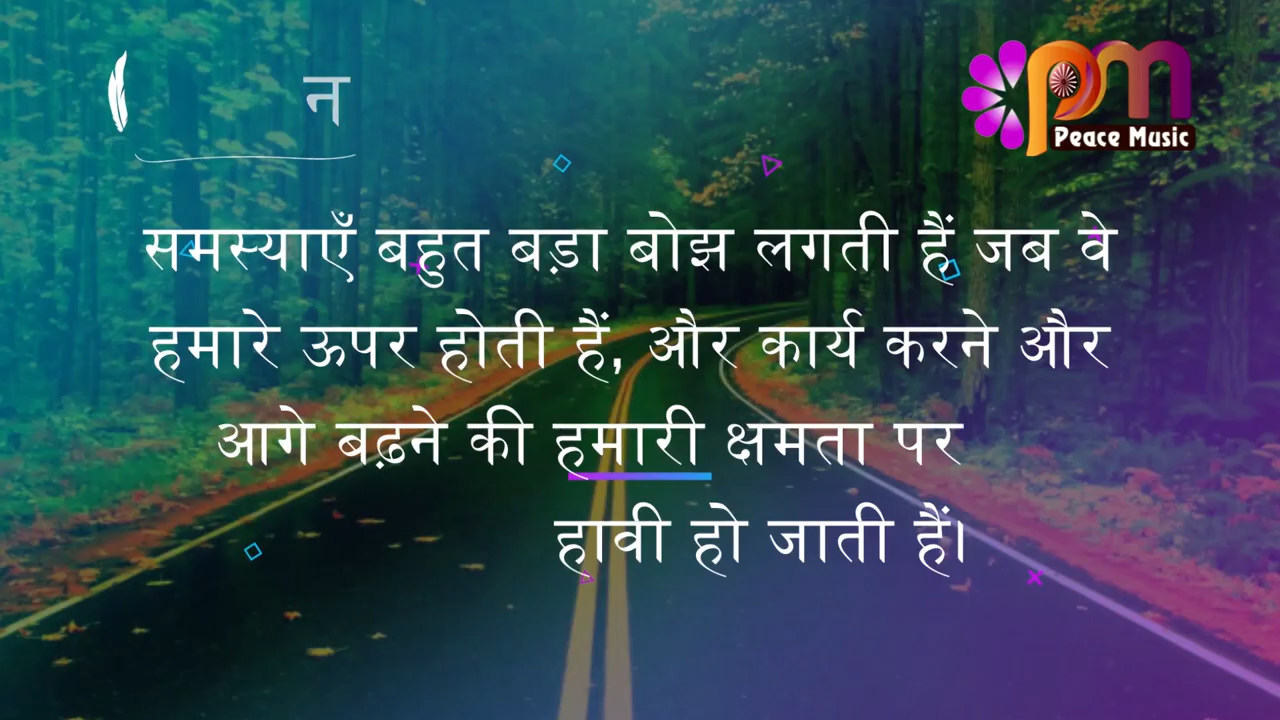 न
Peace Music
समस्याएँ बहुत बड़ा बोझ लगती हैं जब वे
हमारे ऊपर होती हैं, और कार्य करने और
आगे बढ़ने की हमारी क्षमता पर
हावी हो जाती हैं।